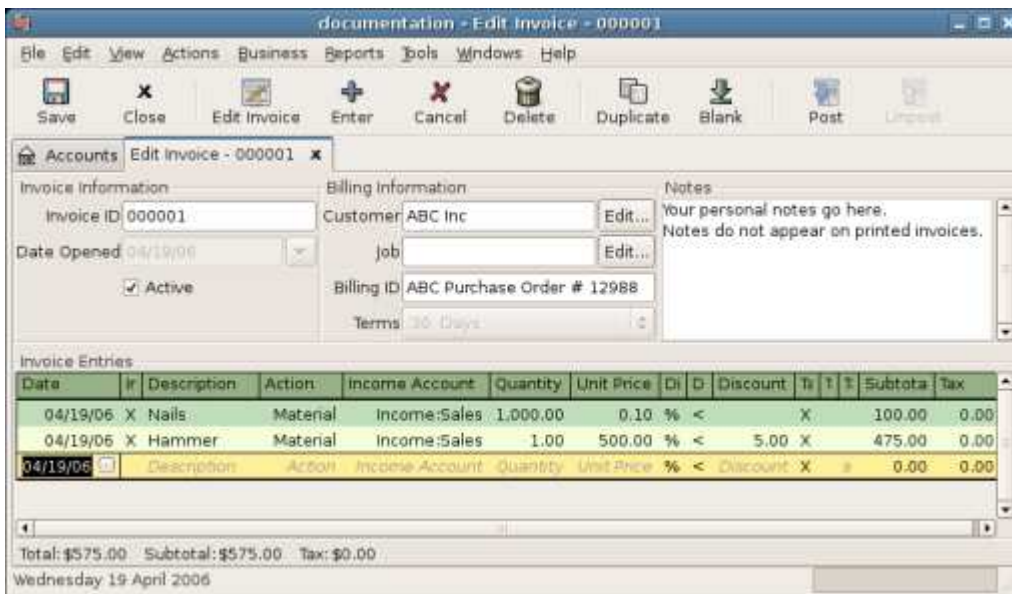 documentation - Edit Invoice - 000001
File Edit View Actions Business Reports Tools Windows Help
Save Close Edit Invoice Enter Cancel Delete Duplicate Blank Post Unpost
Accounts Edit Invoice - 000001
Invoice Information Billing Information Notes
Invoice ID 000001 Customer ABC Inc Edit... Your personal notes go here.
Notes do not appear on printed invoices.
Date Opened 04/19/06 Job Edit...
Active Billing ID ABC Purchase Order # 12988
Terms 30 Days
Invoice Entries
Date Ir Description Action Income Account Quantity Unit Price Di D Discount Subtota Tax
04/19/06 X Nails Material Income:Sales 1,000.00 0.10 % < X 100.00 0.00
04/19/06 X Hammer Material Income:Sales 1.00 500.00 % < 5.00 X 475.00 0.00
04/19/06 Description Action Income Account Quantity Unit Price % < Discount X 0.00 0.00
Total: $575.00 Subtotal: $575.00 Tax: $0.00
Wednesday 19 April 2006